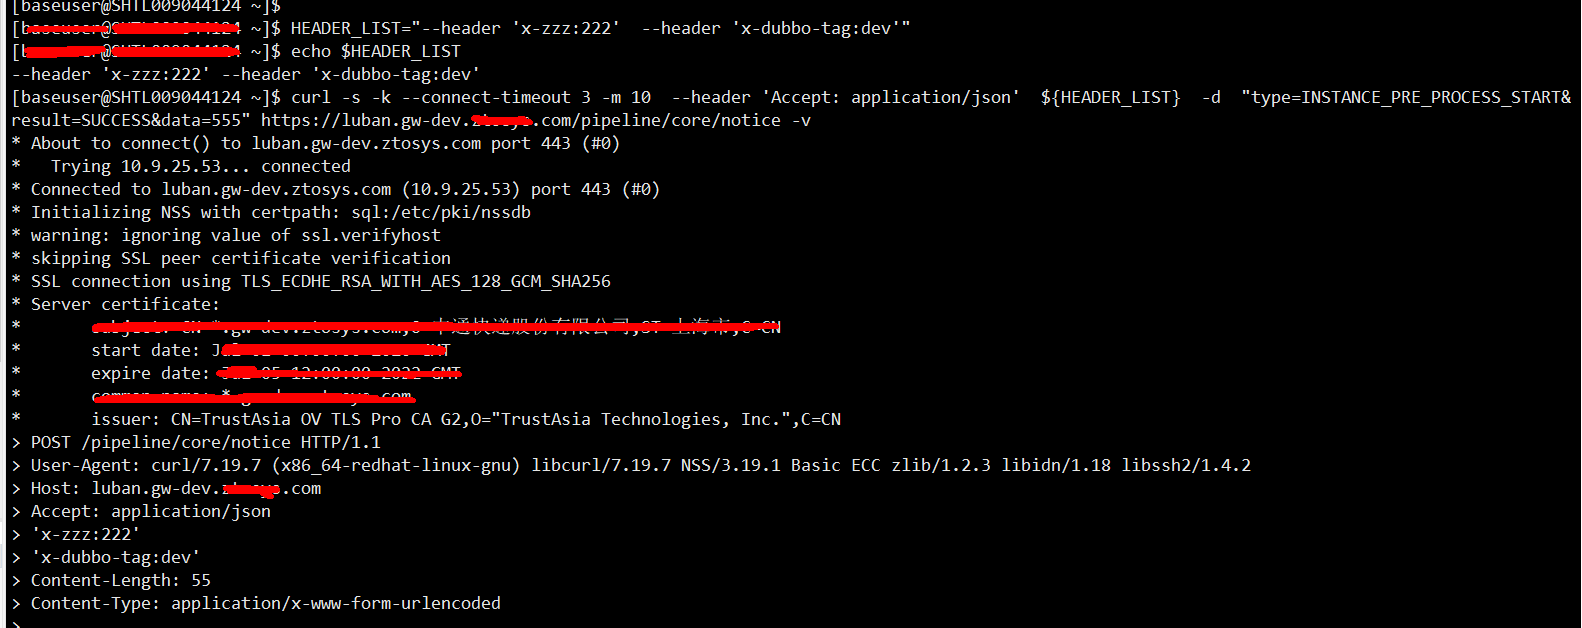 [baseuser@SHTL009044124 ~]$
~]$ HEADER_LIST="--header 'x-zzz:222'  --header 'x-dubbo-tag:dev'"
~]$ echo $HEADER_LIST
--header 'x-zzz:222' --header 'x-dubbo-tag:dev'
[baseuser@SHTL009044124 ~]$ curl -s -k --connect-timeout 3 -m 10  --header 'Accept: application/json'  ${HEADER_LIST}  -d  "type=INSTANCE_PRE_PROCESS_START&
result=SUCCESS&data=555" https://luban.gw-dev..com/pipeline/core/notice -v
* About to connect() to luban.gw-dev.ztosys.com port 443 (#0)
*   Trying 10.9.25.53... connected
* Connected to luban.gw-dev.ztosys.com (10.9.25.53) port 443 (#0)
* Initializing NSS with certpath: sql:/etc/pki/nssdb
* warning: ignoring value of ssl.verifyhost
* skipping SSL peer certificate verification
* SSL connection using TLS_ECDHE_RSA_WITH_AES_128_GCM_SHA256
* Server certificate:
*
*       start date:
*       expire date:
*
*       issuer: CN=TrustAsia OV TLS Pro CA G2,O="TrustAsia Technologies, Inc.",C=CN
> POST /pipeline/core/notice HTTP/1.1
> User-Agent: curl/7.19.7 (x86_64-redhat-linux-gnu) libcurl/7.19.7 NSS/3.19.1 Basic ECC zlib/1.2.3 libidn/1.18 libssh2/1.4.2
> Host: luban.gw-dev..com
> Accept: application/json
> 'x-zzz:222'
> 'x-dubbo-tag:dev'
> Content-Length: 55
> Content-Type: application/x-www-form-urlencoded
>